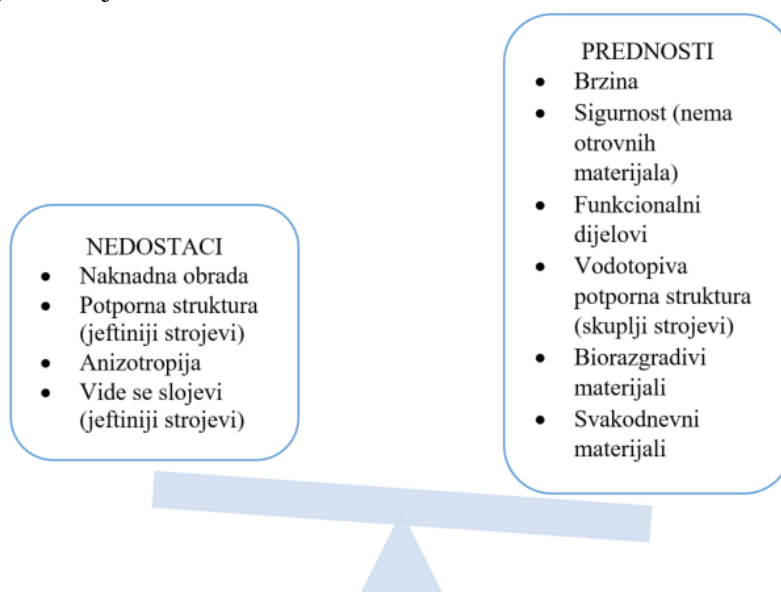 PREDNOSTI
• Brzina
• Sigurnost (nema
otrovnih
materijala)
• Funkcionalni
dijelovi
• Vodotopiva
potporna struktura
(skuplji strojevi)
• Biorazgradivi
materijali
• Svakodnevni
materijali
NEDOSTACI
• Naknadna obrada
• Potporna struktura
(jeftiniji strojevi)
• Anizotropija
• Vide se slojevi
(jeftiniji strojevi)